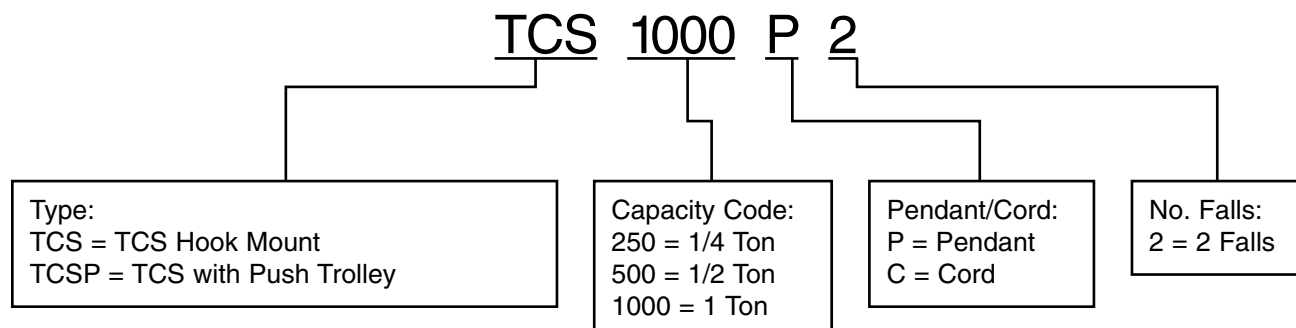 TCS 1000 P 2
Type:
TCS = TCS Hook Mount
TCSP = TCS with Push Trolley
Capacity Code:
250 = 1/4 Ton
500 = 1/2 Ton
1000 = 1 Ton
Pendant/Cord:
P = Pendant
C = Cord
No. Falls:
2 = 2 Falls